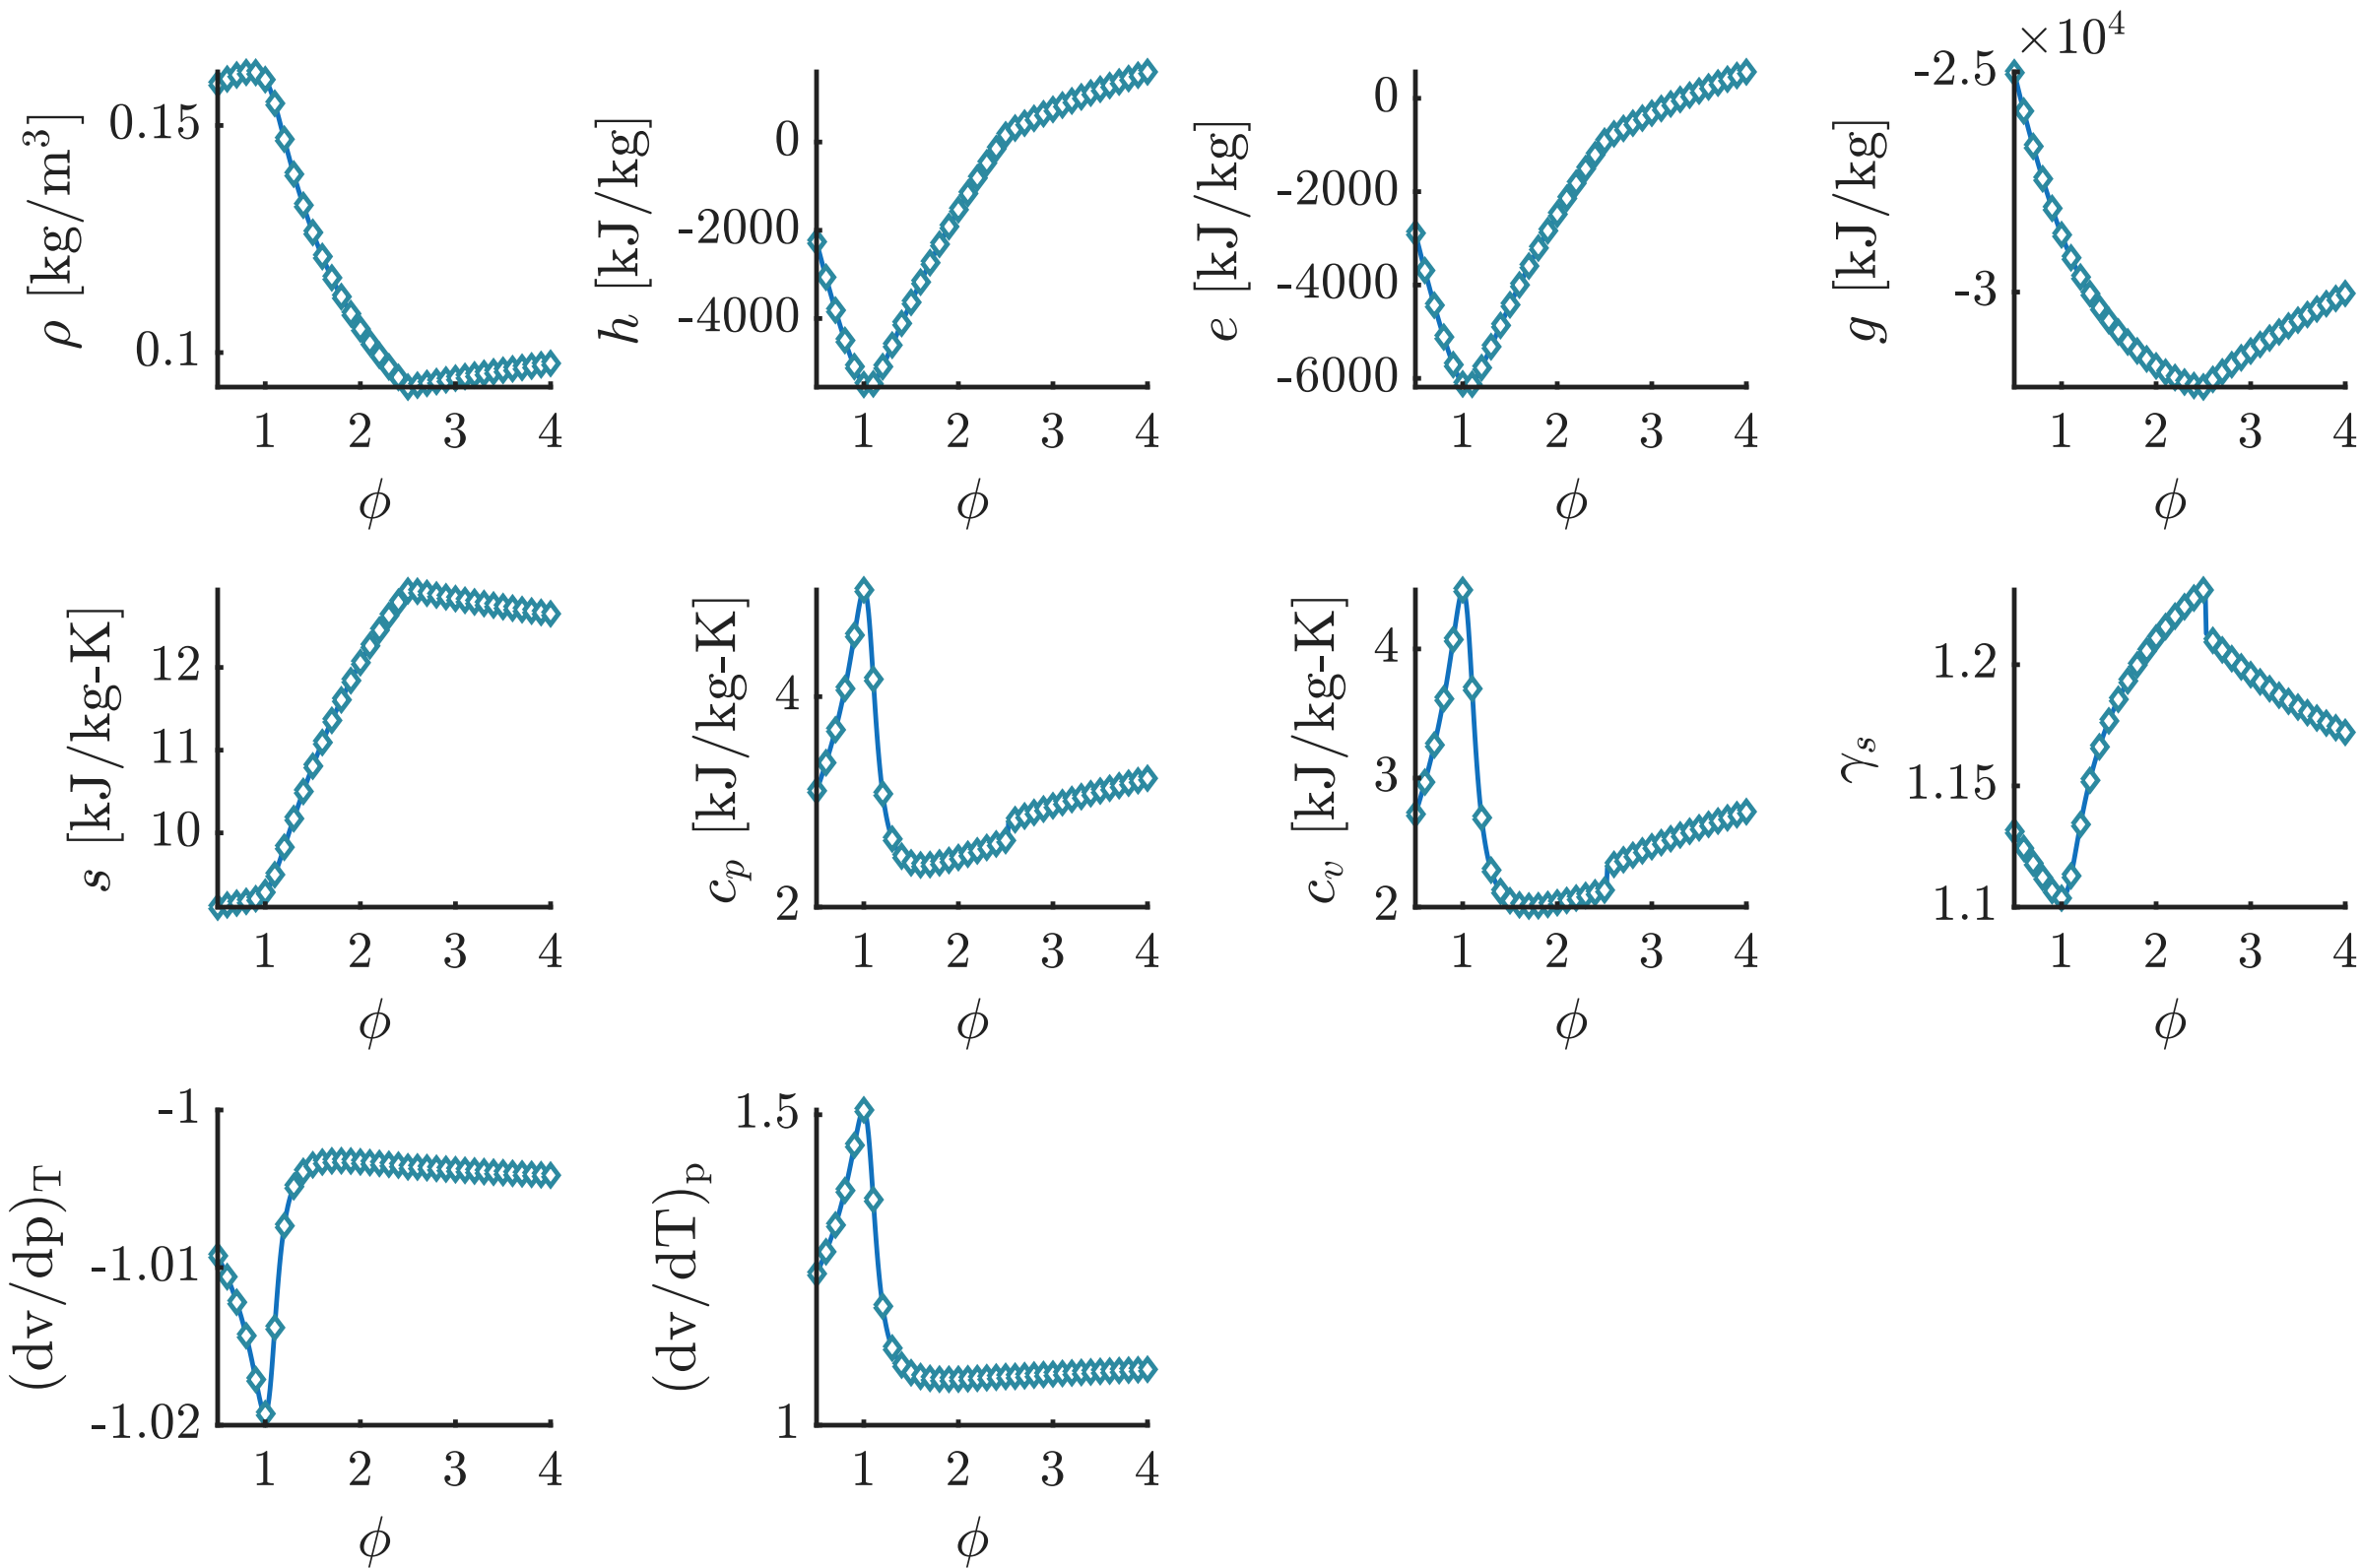 ρ [kg/m³]
0.15
0.1
1 2 3 4
ϕ
h [kJ/kg]
0
-2000
-4000
1 2 3 4
ϕ
e [kJ/kg]
0
-2000
-4000
-6000
1 2 3 4
ϕ
g [kJ/kg]
×10⁴
-2.5
-3
1 2 3 4
ϕ
s [kJ/kg-K]
12
11
10
1 2 3 4
ϕ
c_p [kJ/kg-K]
4
2
1 2 3 4
ϕ
c_v [kJ/kg-K]
4
3
2
1 2 3 4
ϕ
γ_s
1.2
1.15
1.1
1 2 3 4
ϕ
(dv/dp)_T
-1
-1.01
-1.02
1 2 3 4
ϕ
(dv/dT)_p
1.5
1
1 2 3 4
ϕ